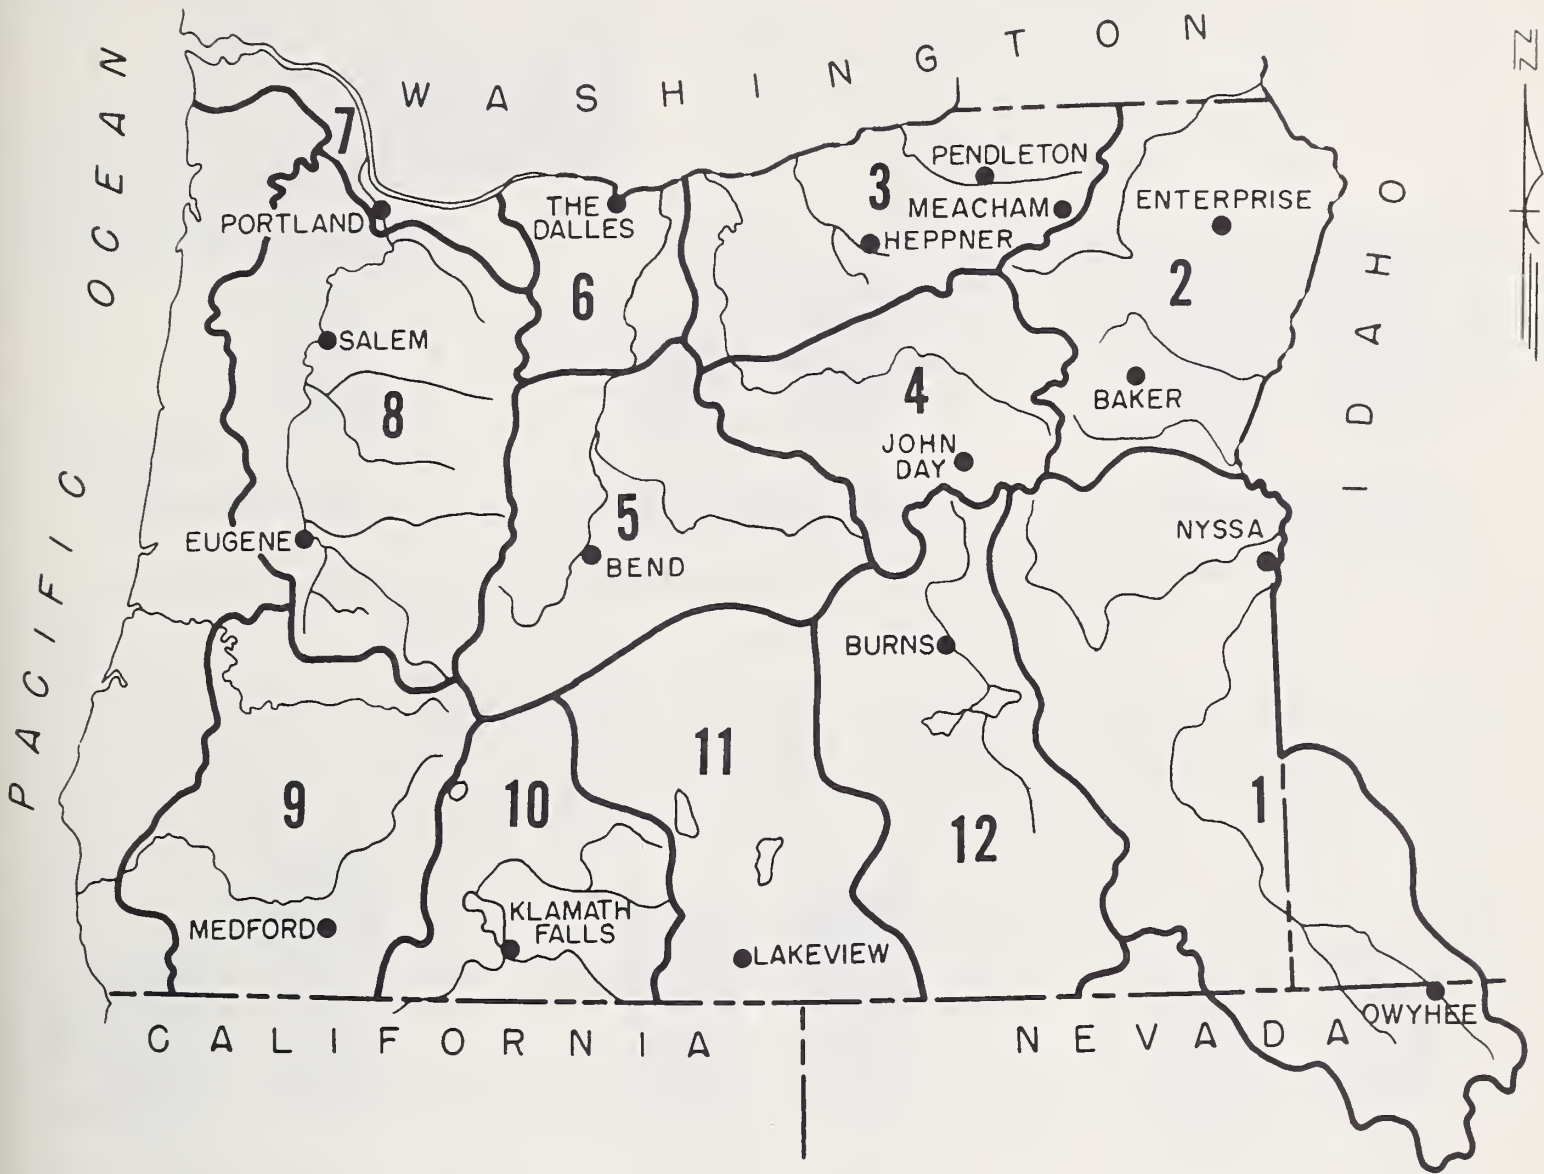 PACIFIC OCEAN
WASHINGTON
IDAHO
CALIFORNIA
NEVADA
7
PORTLAND
THE
DALLES
6
3
PENDLETON
MEACHAM
HEPPNER
ENTERPRISE
2
SALEM
8
4
JOHN
DAY
BAKER
EUGENE
5
BEND
NYSSA
BURNS
9
MEDFORD
10
KLAMATH
FALLS
11
LAKEVIEW
12
1
OWYHEE